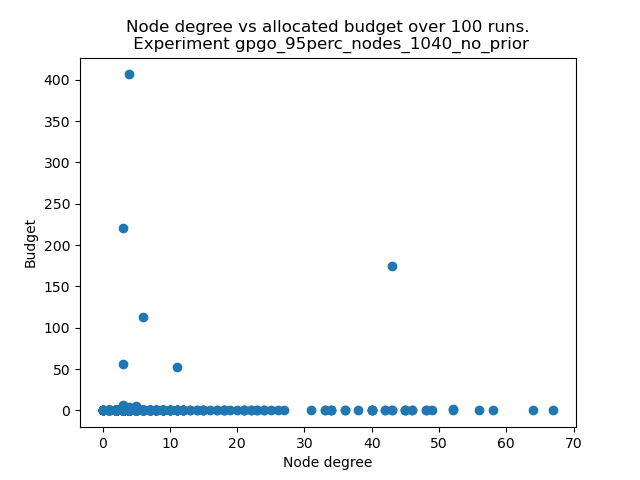 Node degree vs allocated budget over 100 runs.
Experiment gpgo_95perc_nodes_1040_no_prior
400
350
300
250
200
150
100
50
0
Budget
0 10 20 30 40 50 60 70
Node degree